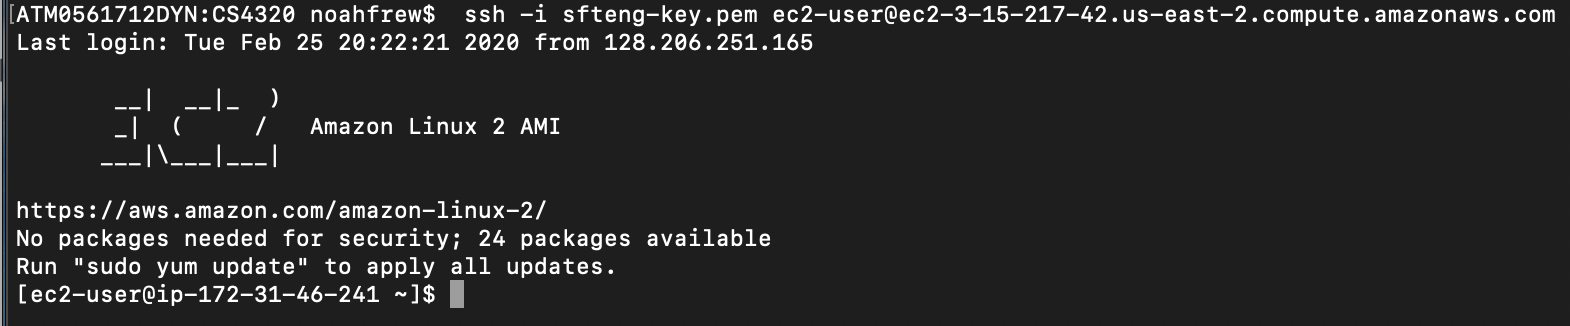 [ATM0561712DYN:CS4320 noahfrew$  ssh -i sfteng-key.pem ec2-user@ec2-3-15-217-42.us-east-2.compute.amazonaws.com
Last login: Tue Feb 25 20:22:21 2020 from 128.206.251.165

       __|  __|_  )
       _|  (     /   Amazon Linux 2 AMI
      ___|\___|___|

https://aws.amazon.com/amazon-linux-2/
No packages needed for security; 24 packages available
Run "sudo yum update" to apply all updates.
[ec2-user@ip-172-31-46-241 ~]$